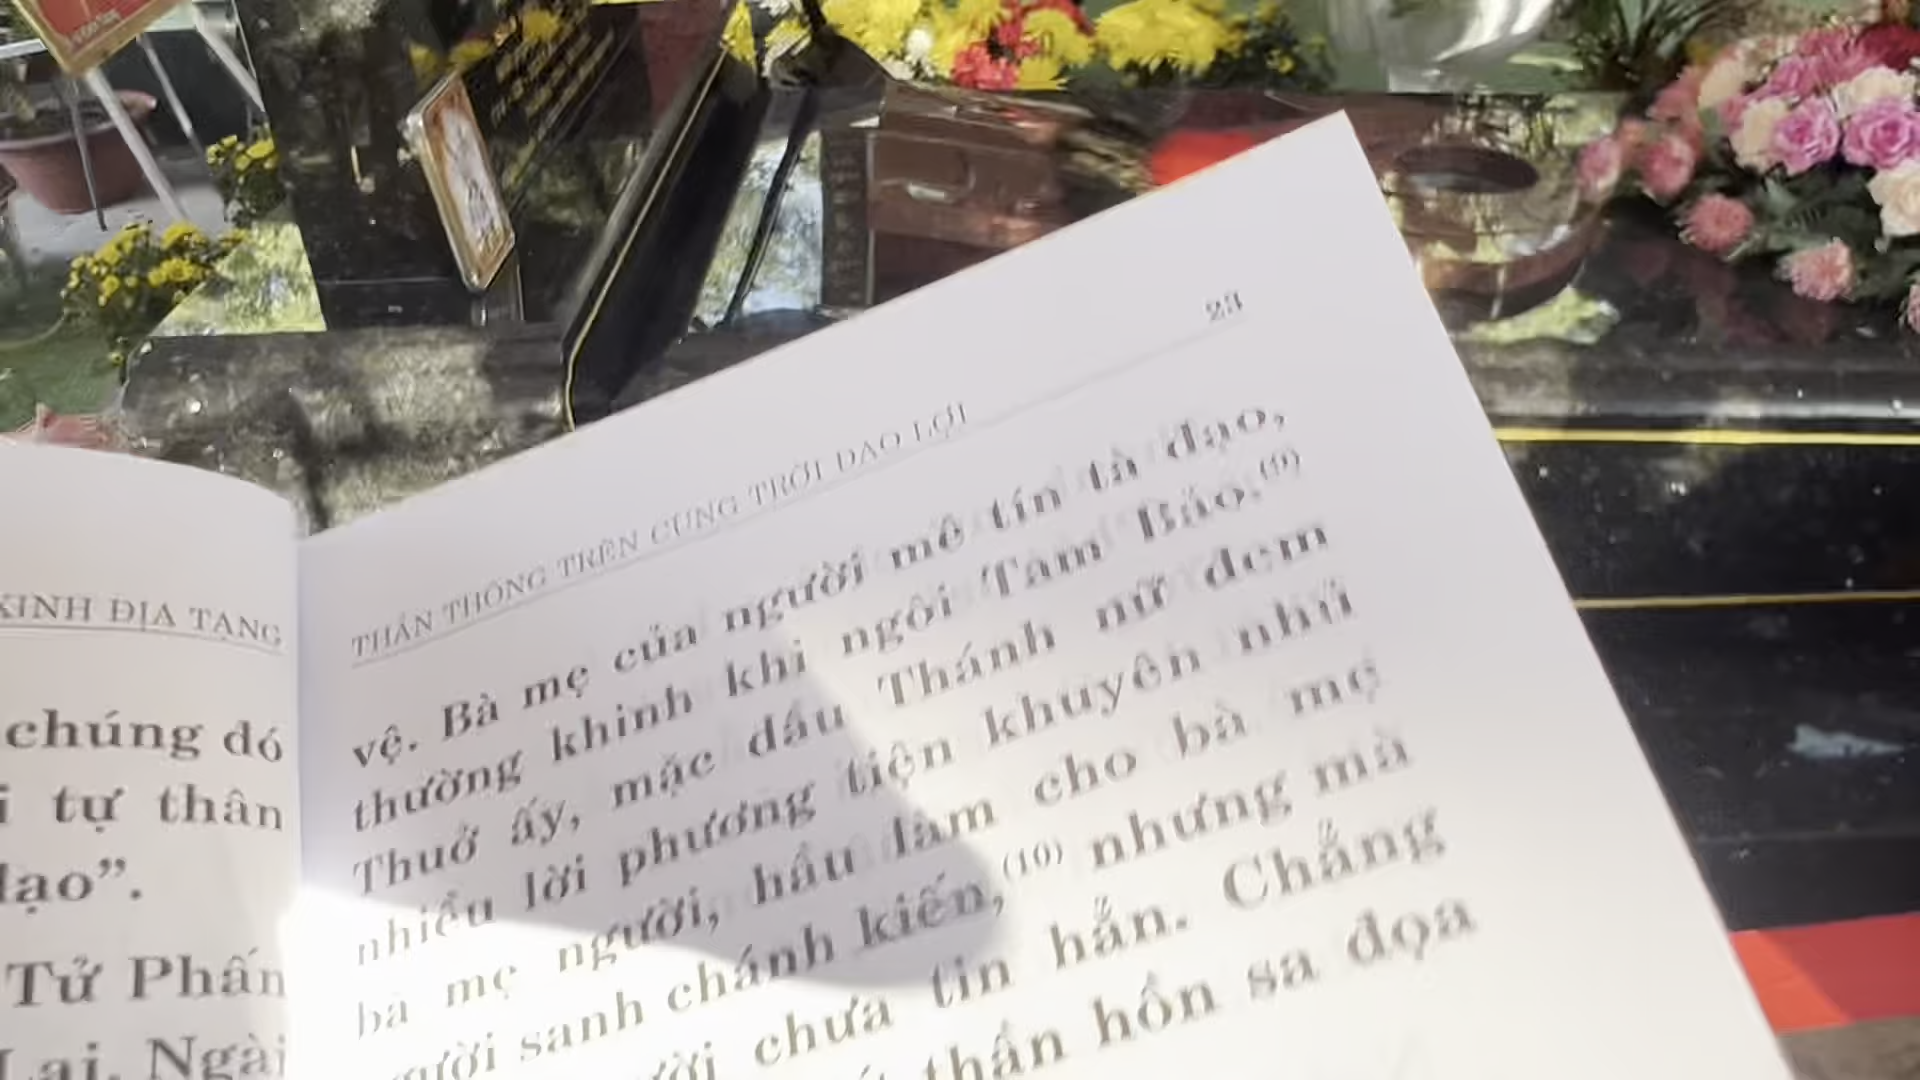 KINH ĐỊA TẠNG
chúng đó
i tự thân
đạo”.
Tử Phấn
Lai. Ngài
23
THẦN THÔNG TRÊN CUNG TRỜI ĐẠO LỢI
vệ. Bà mẹ của người mê tín tà đạo,
thường khinh khi ngôi Tam Bảo.(9)
Thuở ấy, mặc dầu Thánh nữ đem
nhiều lời phương tiện khuyên nhủ
bà mẹ người, hầu làm cho bà mẹ
người sanh chánh kiến,(10) nhưng mà
chưa tin hẳn. Chẳng
thần hồn sa đọa